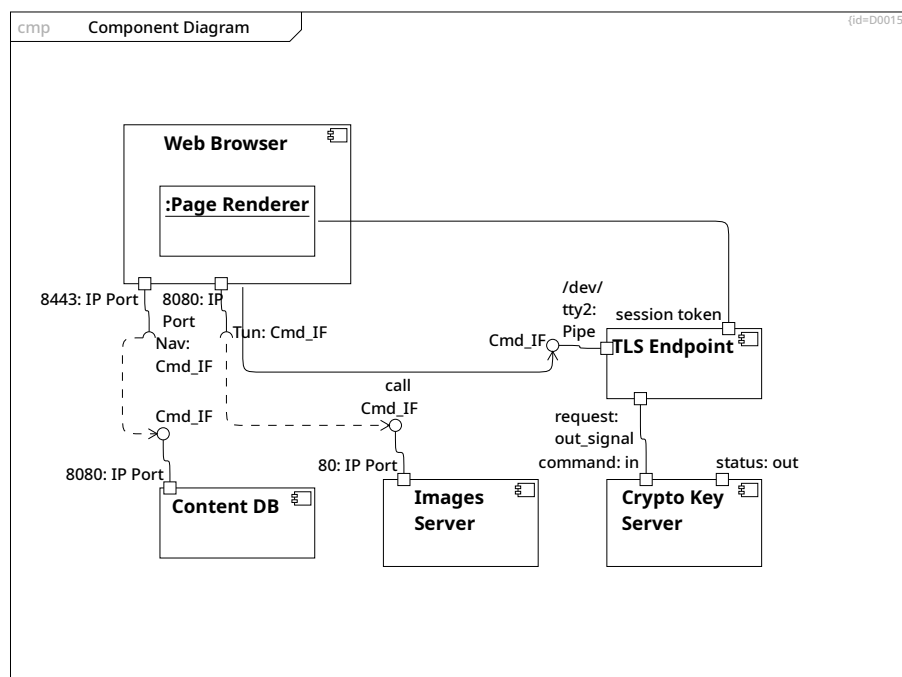 cmp
Component Diagram
{id=D0015
Web Browser
:Page Renderer
8443: IP Port
8080: IP
Port
Nav:
Cmd_IF
Tun: Cmd_IF
/dev/
tty2:
Pipe
session token
Cmd_IF
TLS Endpoint
call
Cmd_IF
Cmd_IF
request:
out_signal
8080: IP Port
80: IP Port
command: in
status: out
Content DB
Images
Server
Crypto Key
Server